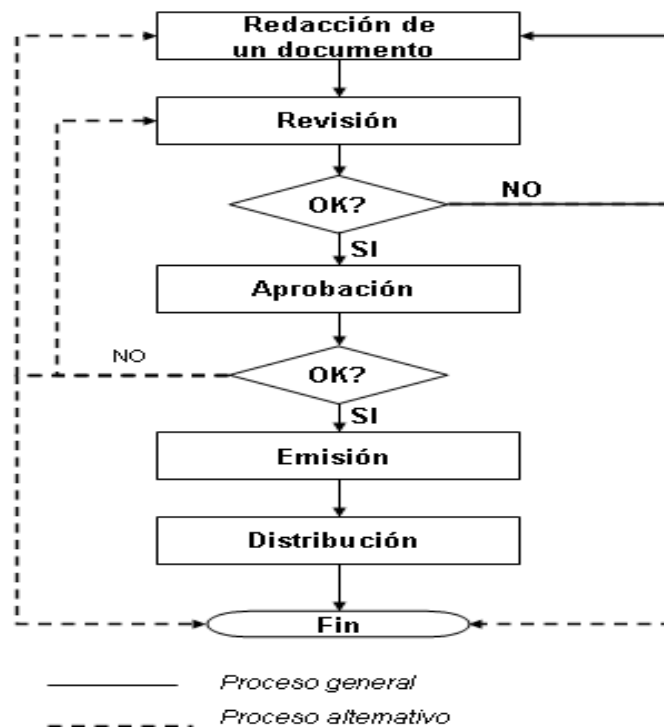 Redacción de
un documento
Revisión
OK?
NO
SI
Aprobación
NO
OK?
SI
Emisión
Distribución
Fin
Proceso general
Proceso alternativo